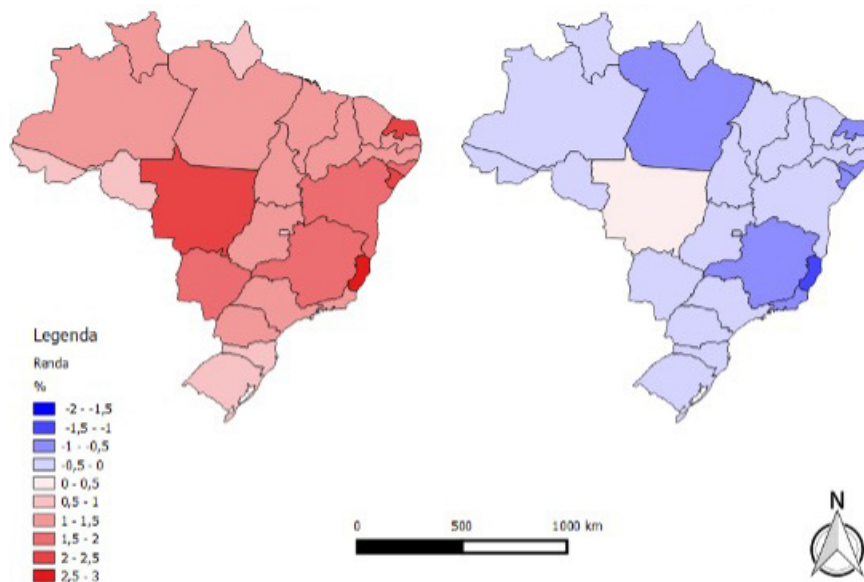 Legenda
Renda
%
-2 - -1,5
-1,5 - -1
-1 - -0,5
-0,5 - 0
0 - 0,5
0,5 - 1
1 - 1,5
1,5 - 2
2 - 2,5
2,5 - 3
0 500 1000 km
N